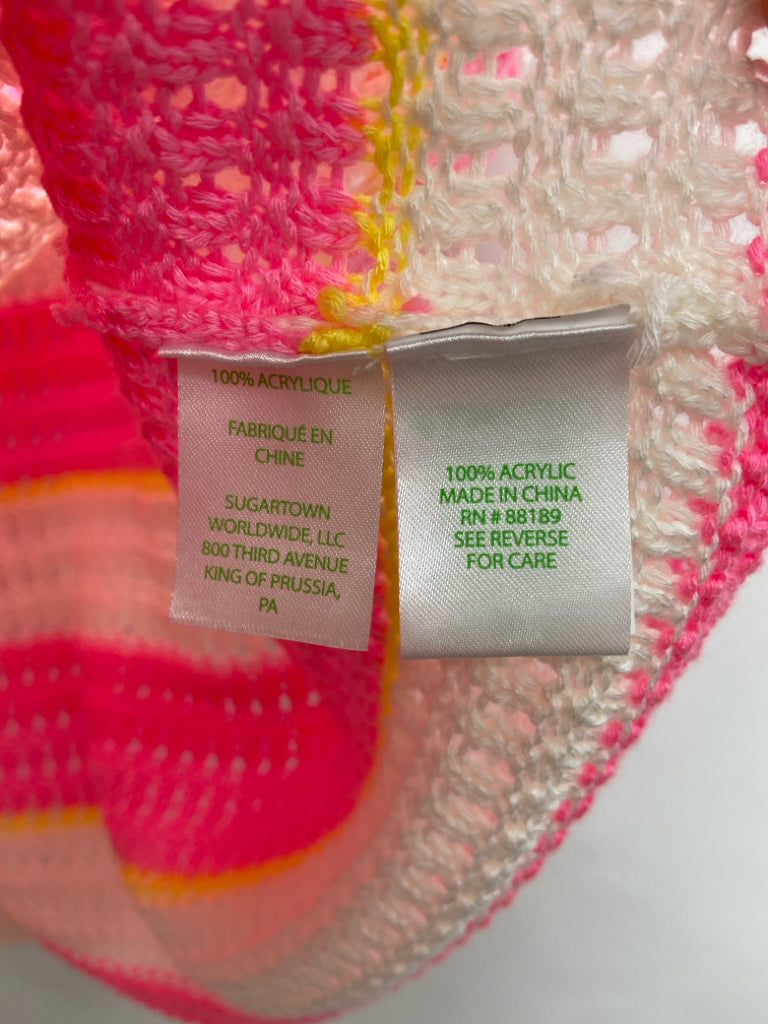 100% ACRYLIQUE
FABRIQUÉ EN
CHINE
SUGARTOWN
WORLDWIDE, LLC
800 THIRD AVENUE
KING OF PRUSSIA,
PA
100% ACRYLIC
MADE IN CHINA
RN # 88189
SEE REVERSE
FOR CARE